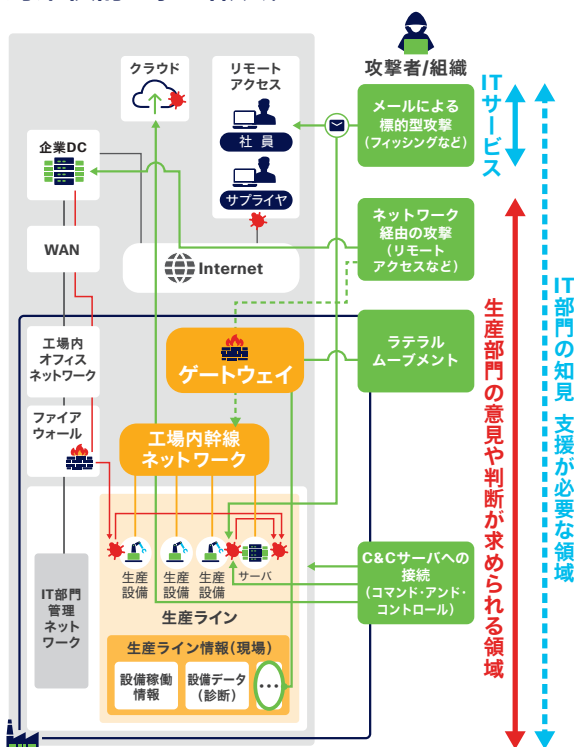 クラウド
リモート
アクセス
社 員
サプライヤ
企業DC
WAN
Internet
工場内
オフィス
ネットワーク
ファイア
ウォール
ゲートウェイ
工場内幹線
ネットワーク
生産
設備
生産
設備
生産
設備
サーバ
生産ライン
IT部門
管理
ネット
ワーク
生産ライン情報(現場)
設備稼働
情報
設備データ
(診断)
…
攻撃者/組織
メールによる
標的型攻撃
(フィッシングなど)
ネットワーク
経由の攻撃
(リモート
アクセスなど)
ラテラル
ムーブメント
C&Cサーバへの
接続
(コマンド・アンド・
コントロール)
ITサービス
生産部門の意見や判断が求められる領域
IT部門の知見 支援が必要な領域